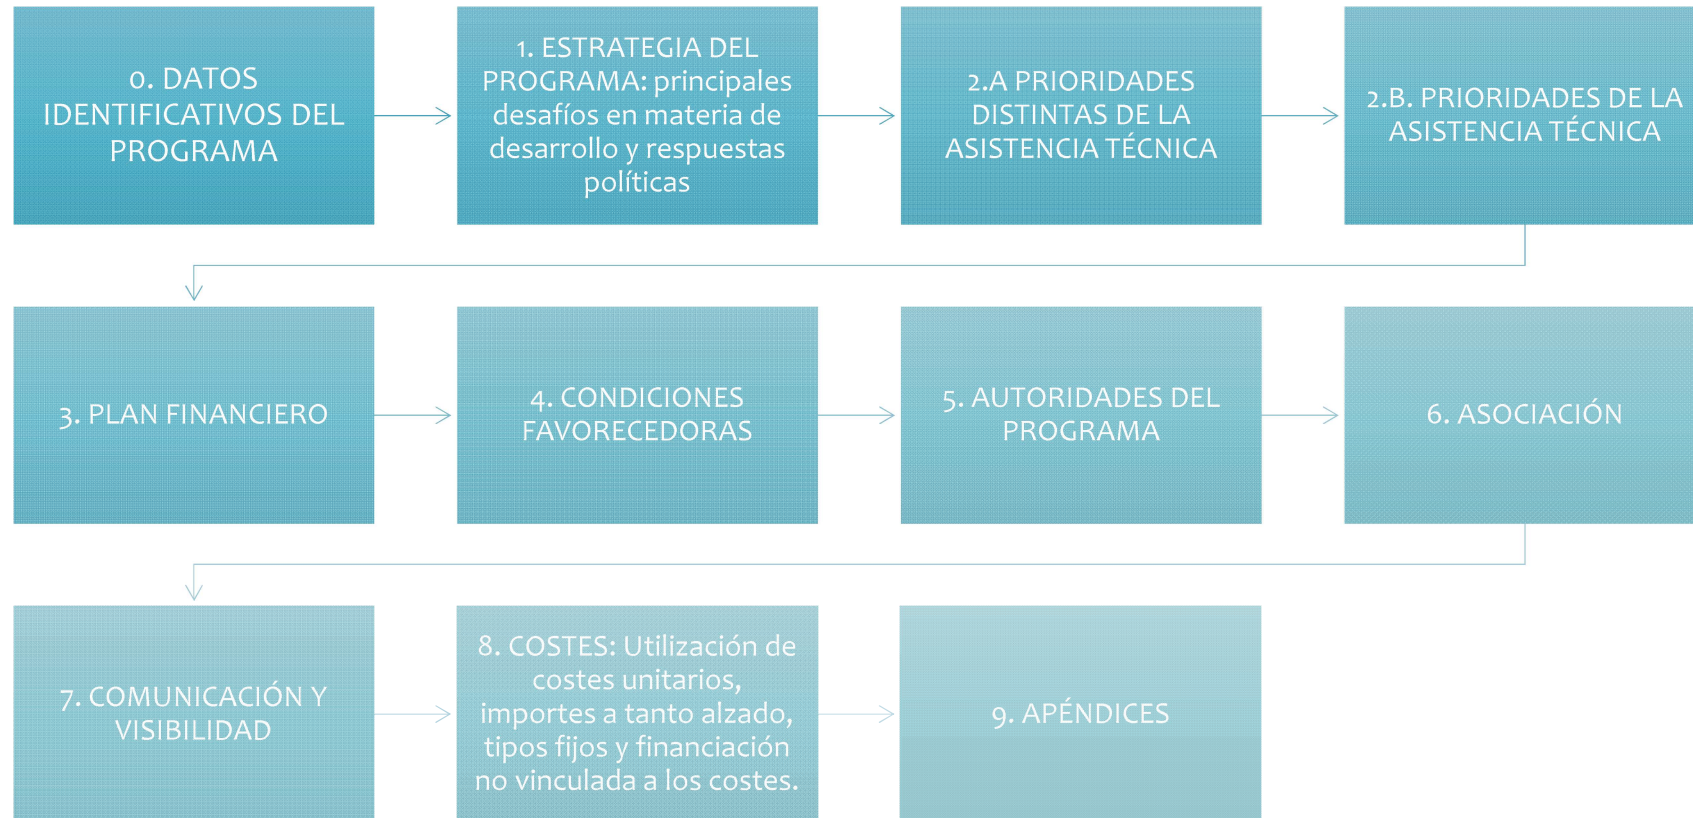 0. DATOS
IDENTIFICATIVOS DEL
PROGRAMA
1. ESTRATEGIA DEL
PROGRAMA: principales
desafíos en materia de
desarrollo y respuestas
políticas
2.A PRIORIDADES
DISTINTAS DE LA
ASISTENCIA TÉCNICA
2.B. PRIORIDADES DE LA
ASISTENCIA TÉCNICA
3. PLAN FINANCIERO
4. CONDICIONES
FAVORECEDORAS
5. AUTORIDADES DEL
PROGRAMA
6. ASOCIACIÓN
7. COMUNICACIÓN Y
VISIBILIDAD
8. COSTES: Utilización de
costes unitarios,
importes a tanto alzado,
tipos fijos y financiación
no vinculada a los costes.
9. APÉNDICES